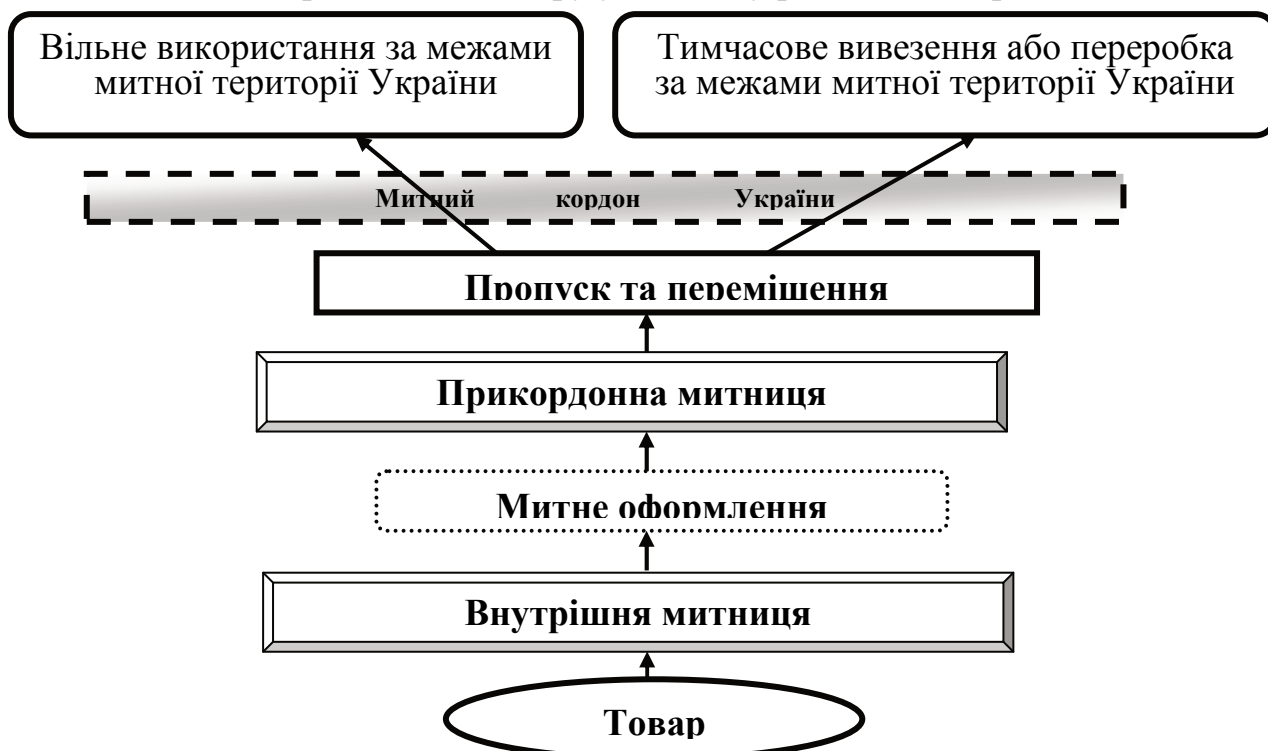 Вільне використання за межами
митної території України
Тимчасове вивезення або переробка
за межами митної території України
Митний кордон України
Пропуск та переміщення
Прикордонна митниця
Митне оформлення
Внутрішня митниця
Товар